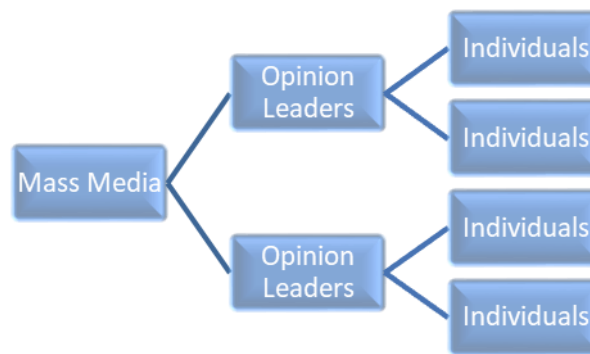 Mass Media
Opinion
Leaders
Individuals
Individuals
Opinion
Leaders
Individuals
Individuals